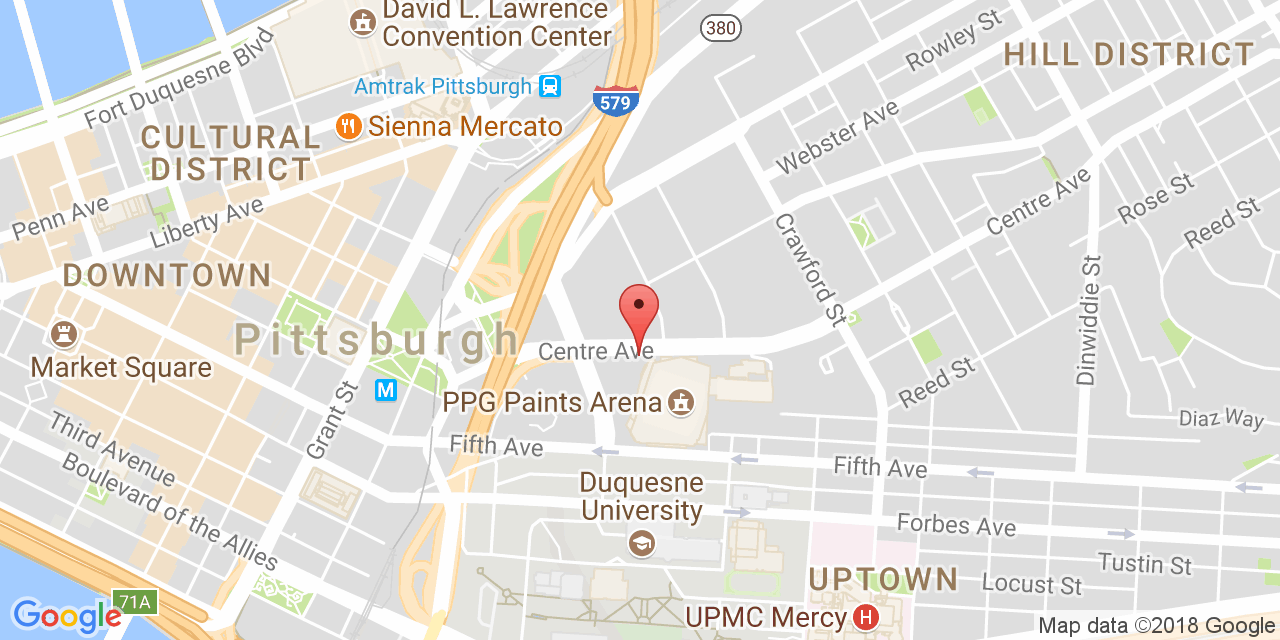 David L. Lawrence
Convention Center
380
Rowley St
HILL DISTRICT
Fort Duquesne Blvd
Amtrak Pittsburgh
579
Sienna Mercato
CULTURAL
DISTRICT
Webster Ave
Penn Ave
Liberty Ave
Centre Ave
Rose St
Reed St
Crawford St
DOWNTOWN
Dinwiddie St
Pittsburgh
Centre Ave
Market Square
M
Reed St
PPG Paints Arena
Grant St
Diaz Way
Third Avenue
Fifth Ave
Fifth Ave
Boulevard of the Allies
Duquesne
University
Forbes Ave
Tustin St
Locust St
UPTOWN
71A
UPMC Mercy
H
Google
Map data ©2018 Google